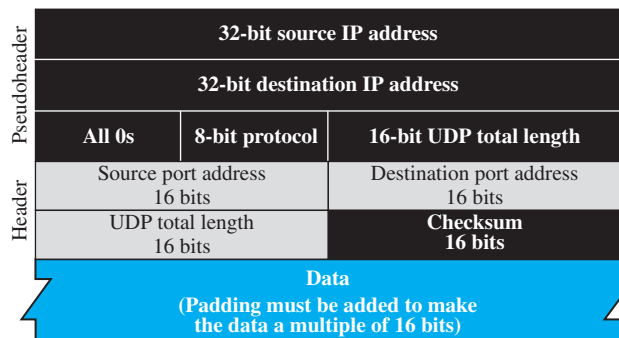 Pseudoheader
32-bit source IP address
32-bit destination IP address
All 0s 8-bit protocol 16-bit UDP total length
Header
Source port address Destination port address
16 bits 16 bits
UDP total length Checksum
16 bits 16 bits
Data
(Padding must be added to make
the data a multiple of 16 bits)